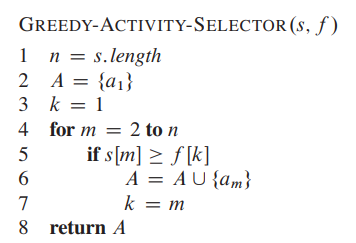 GREEDY-ACTIVITY-SELECTOR(s, f)
1 n = s.length
2 A = {a₁}
3 k = 1
4 for m = 2 to n
5 if s[m] ≥ f[k]
6 A = A ∪ {aₘ}
7 k = m
8 return A